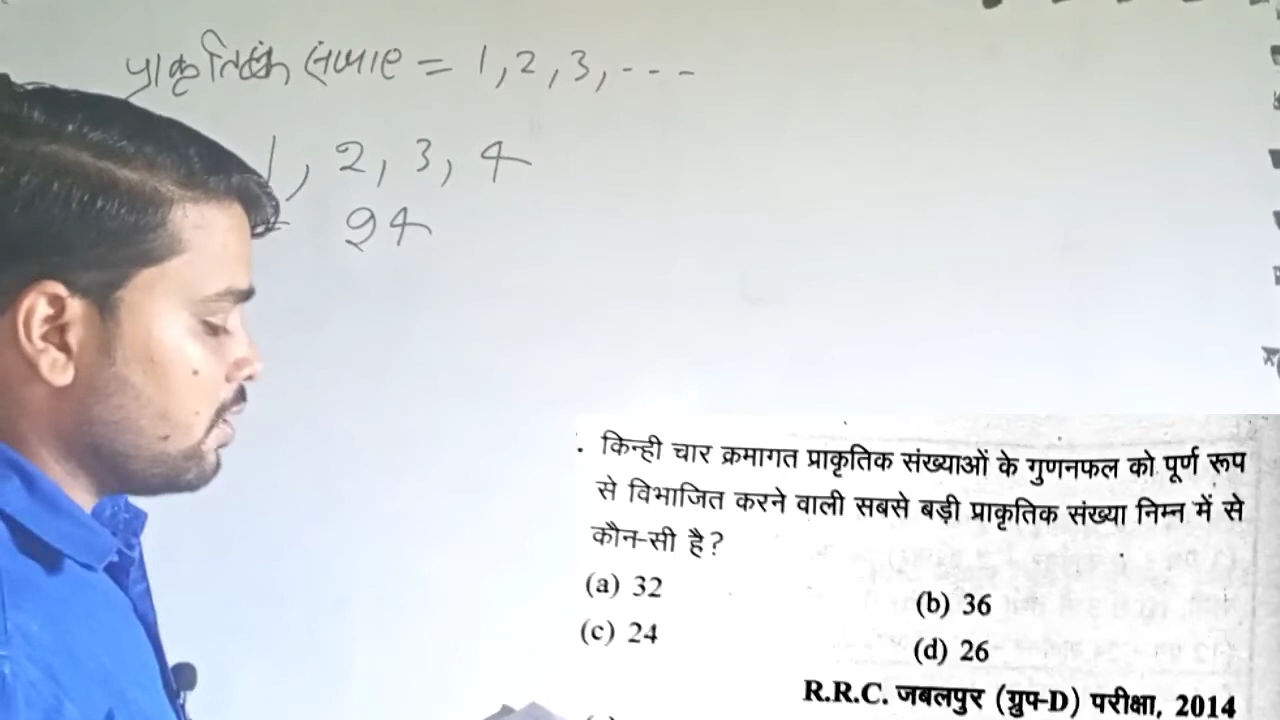 प्राकृतिक संख्याए = 1, 2, 3, ---
1, 2, 3, 4
24
. किन्ही चार क्रमागत प्राकृतिक संख्याओं के गुणनफल को पूर्ण रूप
से विभाजित करने वाली सबसे बड़ी प्राकृतिक संख्या निम्न में से
कौन-सी है?
(a) 32 (b) 36
(c) 24 (d) 26
R.R.C. जबलपुर (ग्रुप-D) परीक्षा, 2014